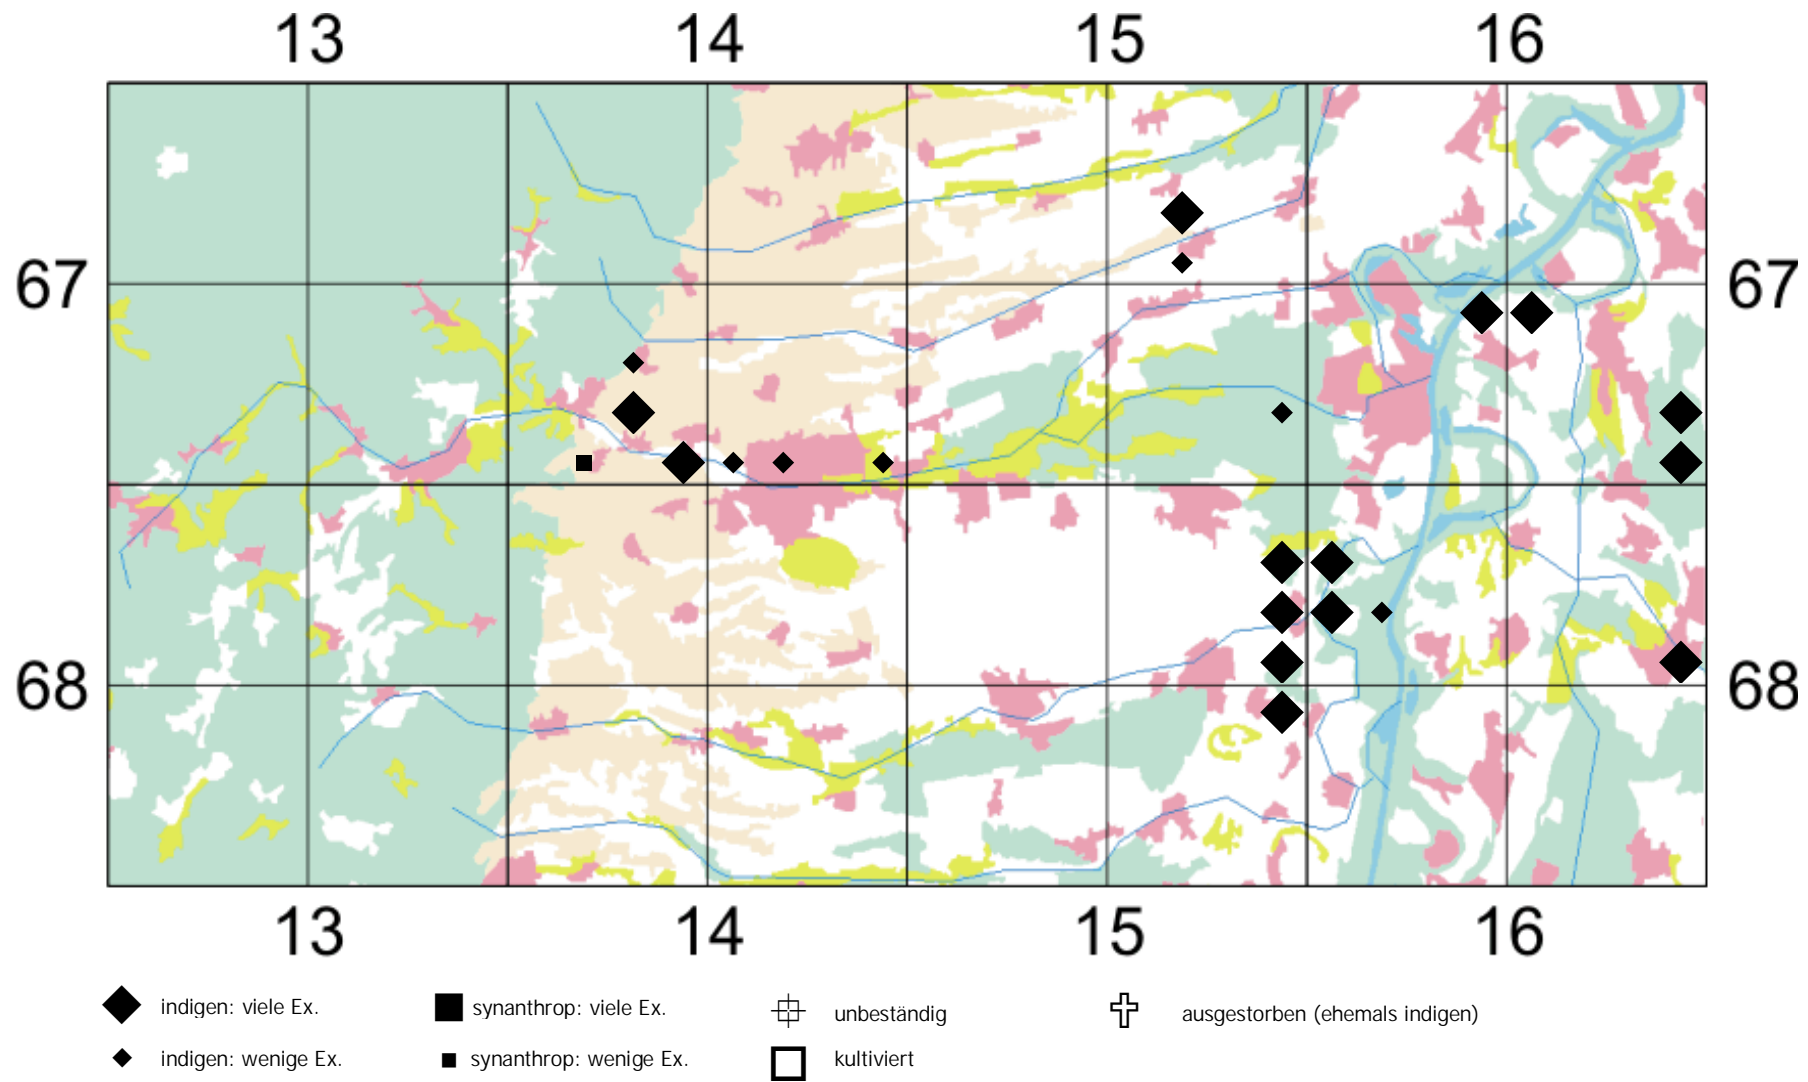 13 14 15 16
67 67
68 68
13 14 15 16
indigen: viele Ex. synanthrop: viele Ex. unbeständig ausgestorben (ehemals indigen)
indigen: wenige Ex. synanthrop: wenige Ex. kultiviert